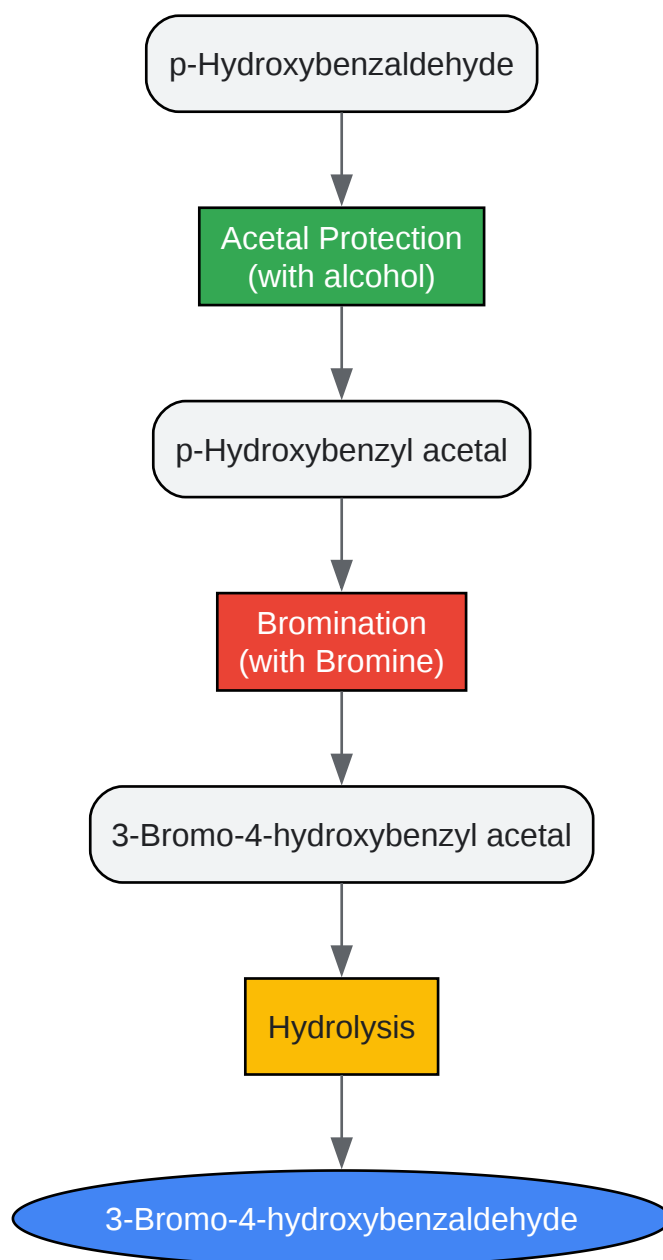 p-Hydroxybenzaldehyde
Acetal Protection
(with alcohol)
p-Hydroxybenzyl acetal
Bromination
(with Bromine)
3-Bromo-4-hydroxybenzyl acetal
Hydrolysis
3-Bromo-4-hydroxybenzaldehyde